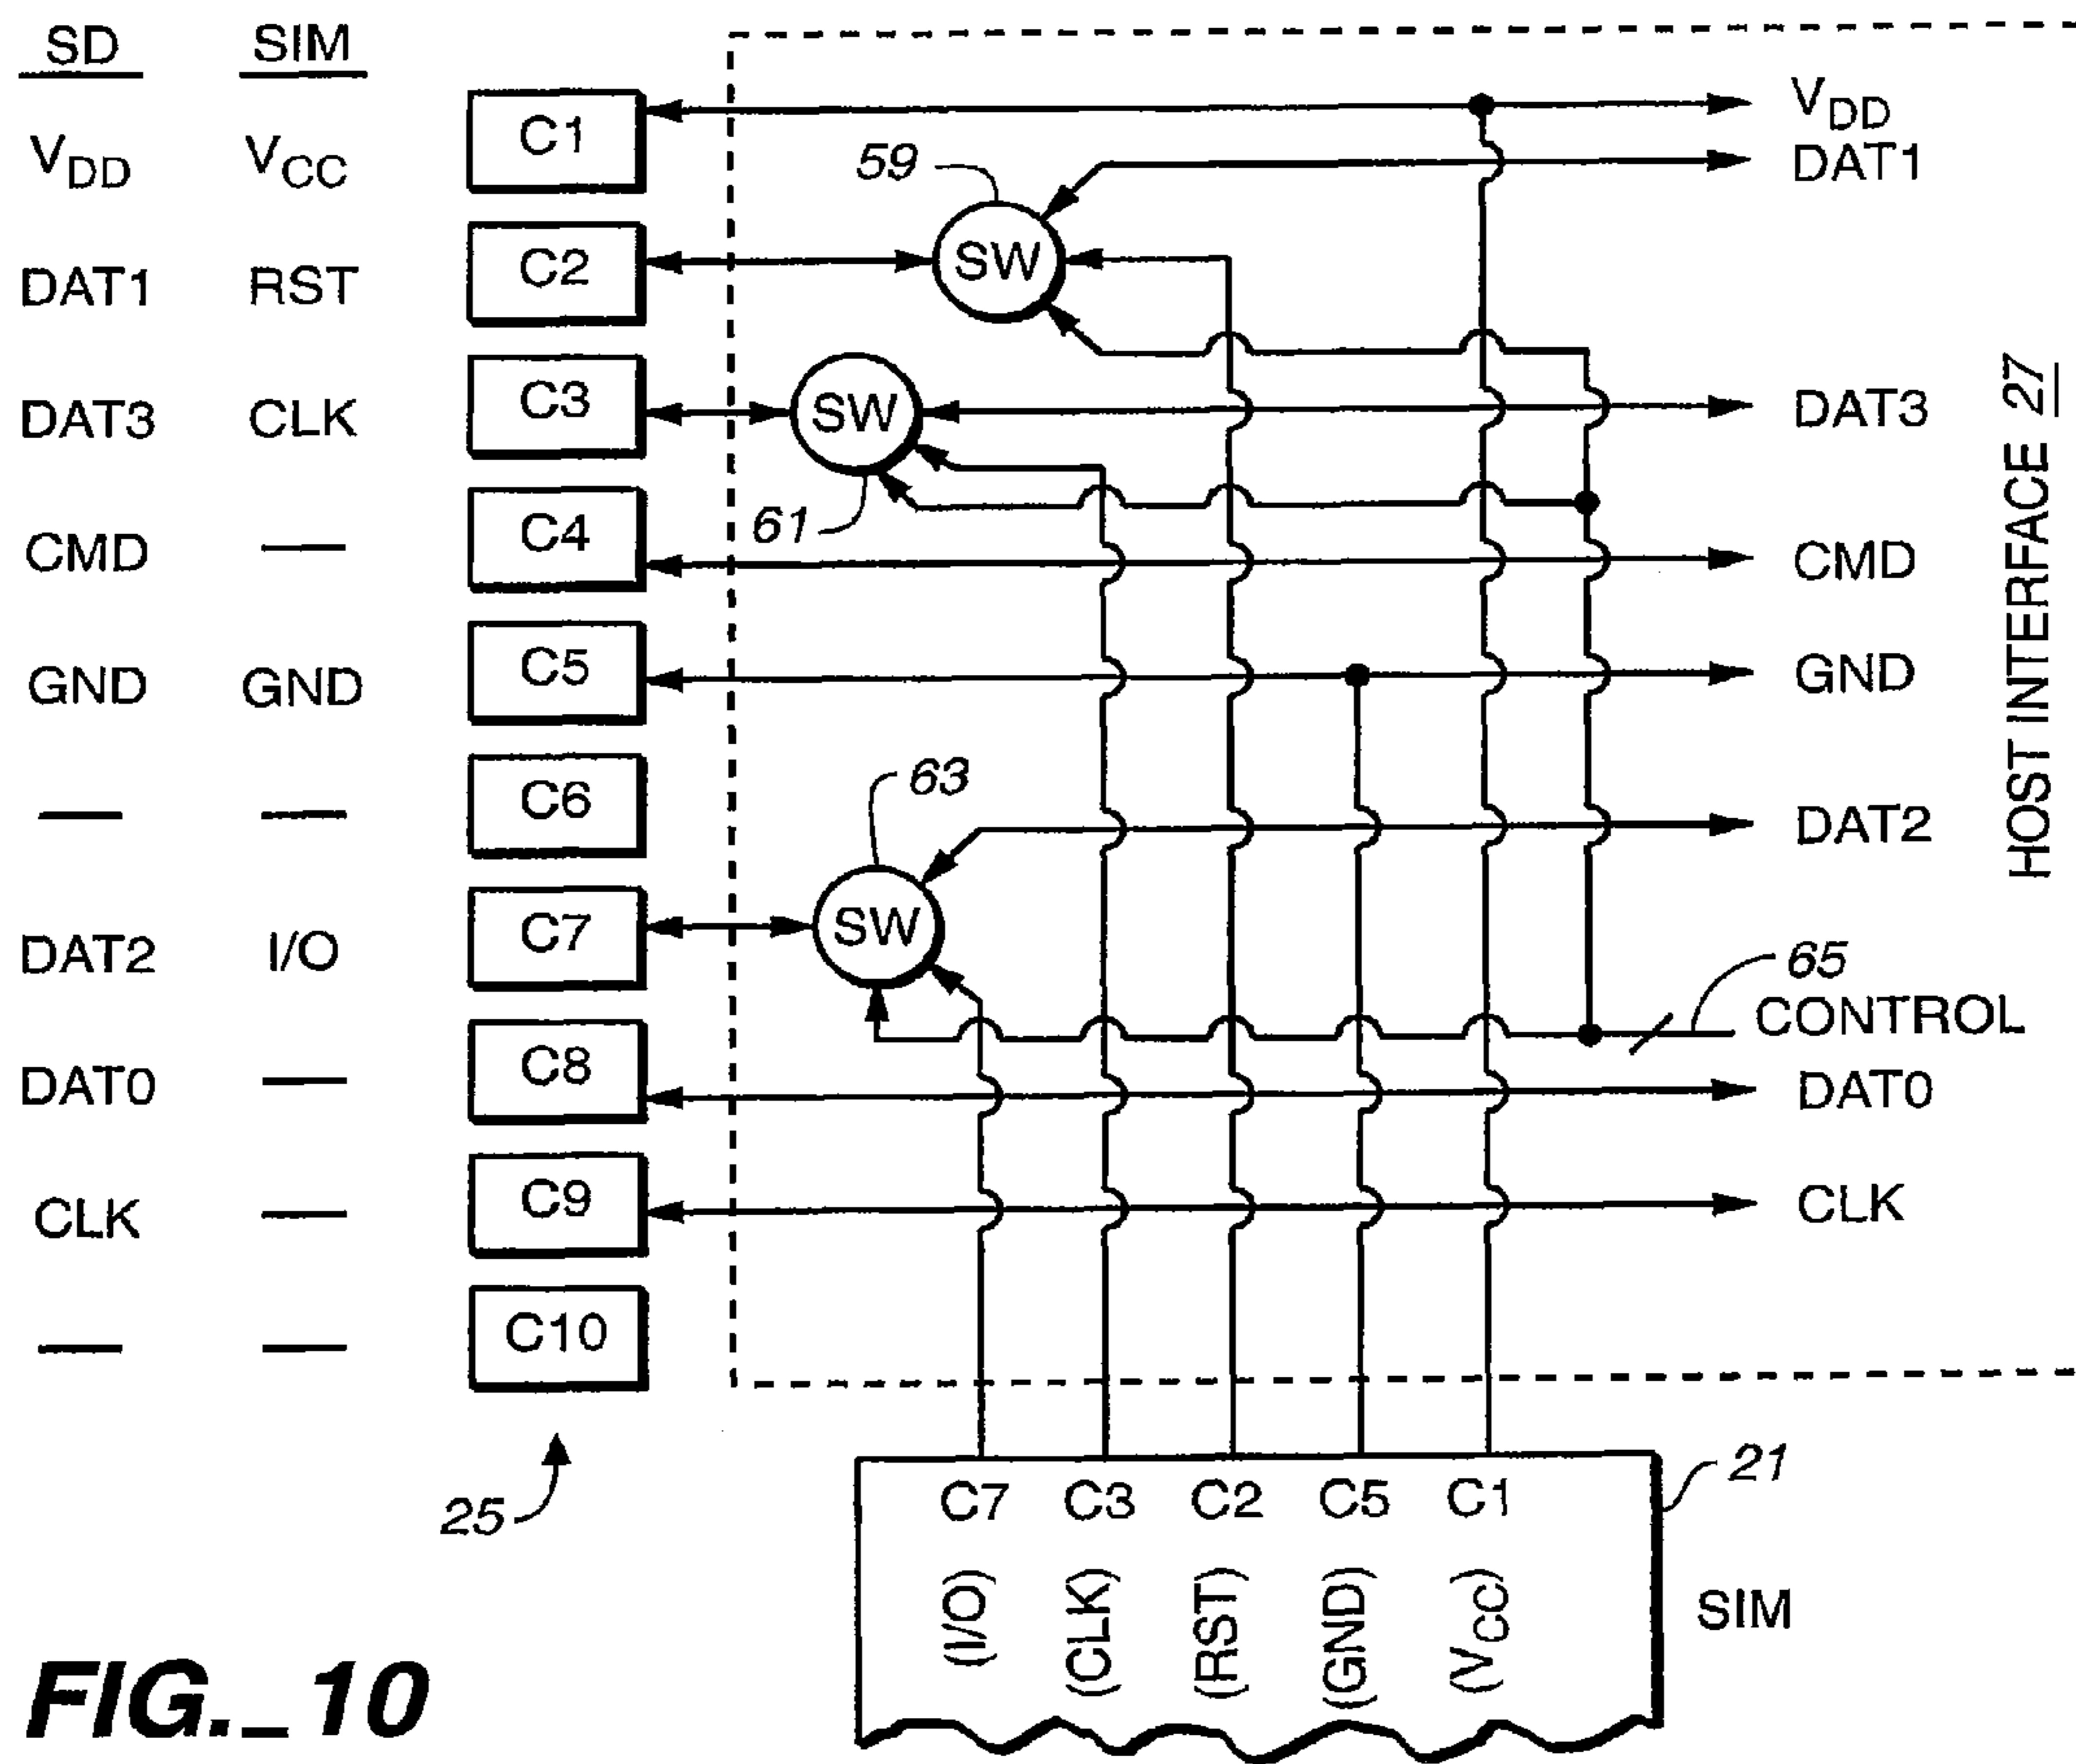 SD SIM
VDD VCC C1 VDD
59 DAT1
DAT1 RST C2 SW
DAT3 CLK C3 SW DAT3
61
CMD — C4 CMD
GND GND C5 GND
— — C6
63 DAT2
DAT2 I/O C7 SW
65
CONTROL
DAT0 — C8 DAT0
CLK — C9 CLK
— — C10
HOST INTERFACE 27
25
21
C7 C3 C2 C5 C1
(I/O) (CLK) (RST) (GND) (VCC)
SIM
FIG._10